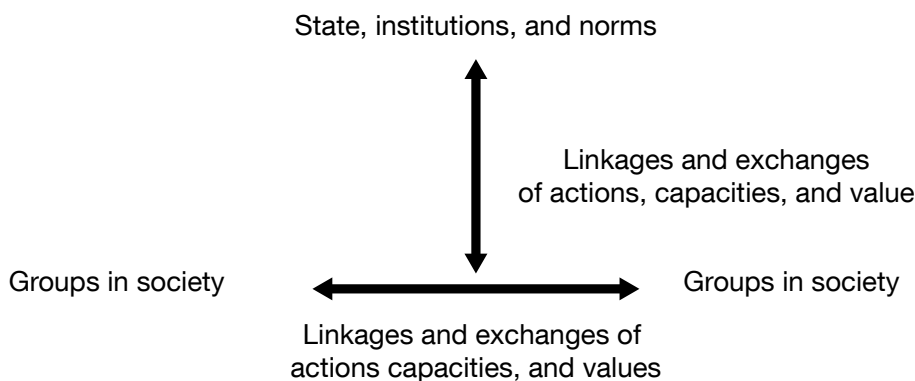 State, institutions, and norms
Linkages and exchanges
of actions, capacities, and value
Groups in society
Groups in society
Linkages and exchanges of
actions capacities, and values